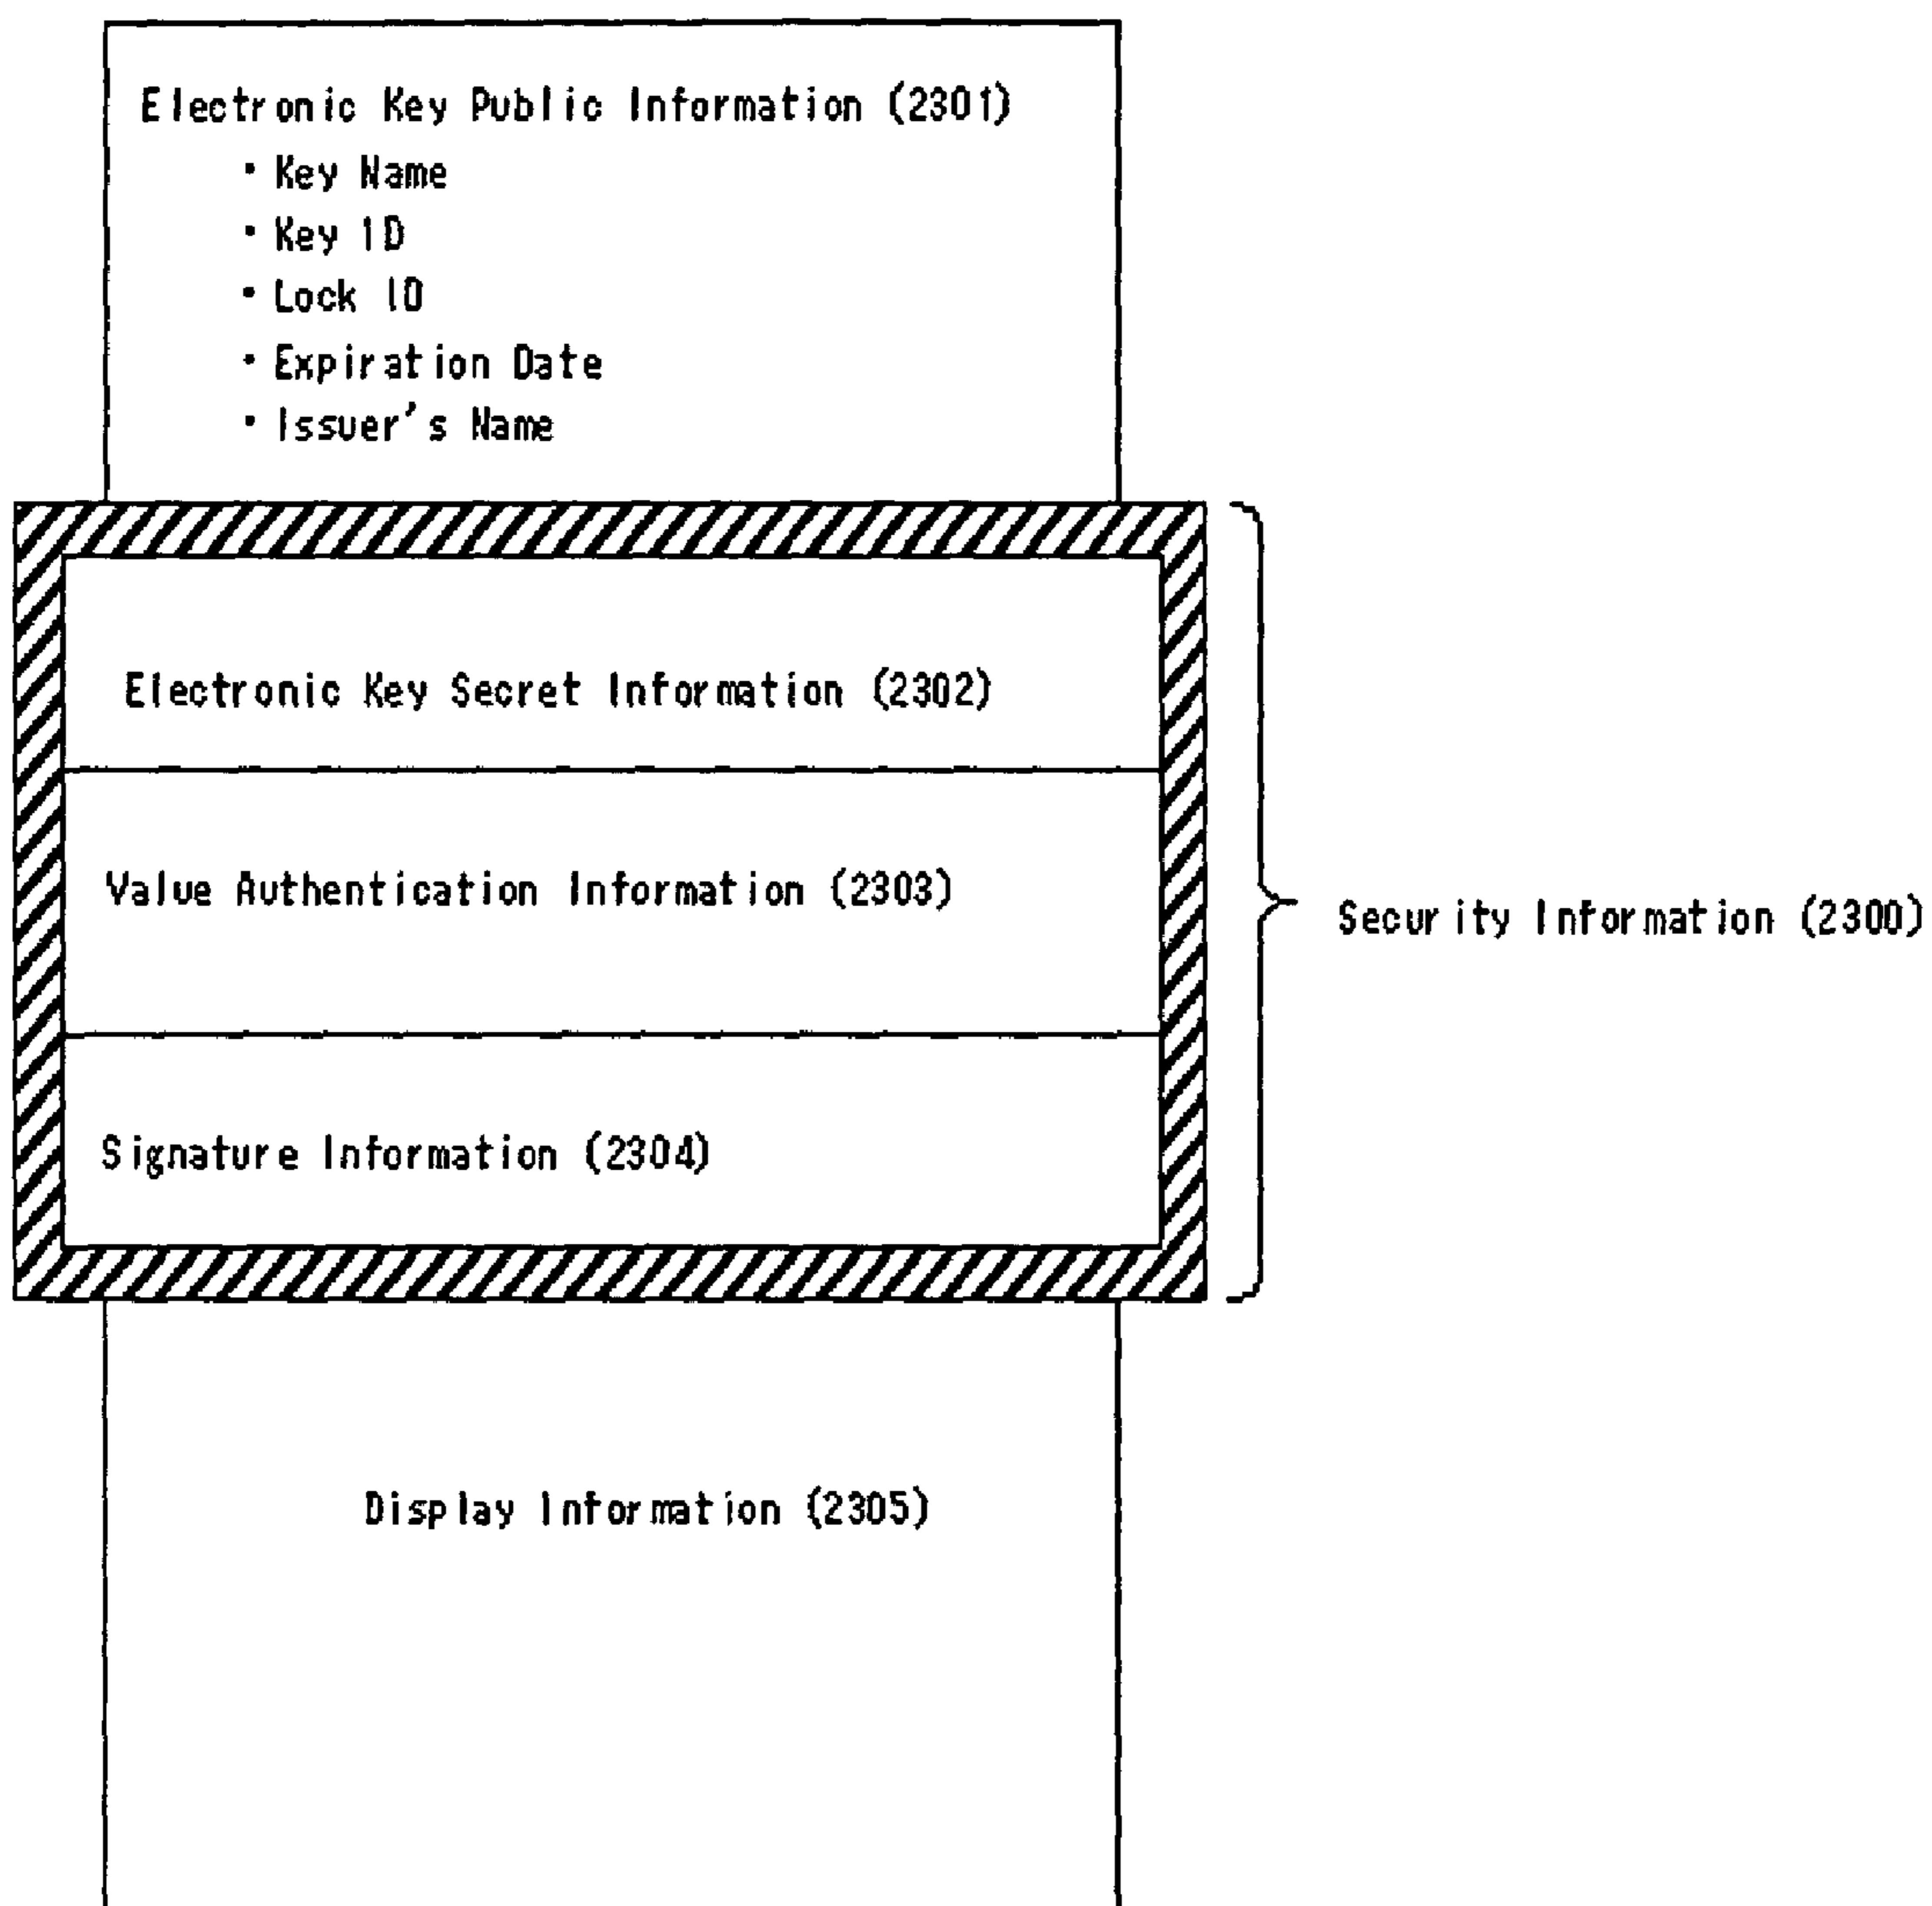 Electronic Key Public Information (2301)
・Key Name
・Key ID
・Lock ID
・Expiration Date
・Issuer's Name
Electronic Key Secret Information (2302)
Value Authentication Information (2303)
Security Information (2300)
Signature Information (2304)
Display Information (2305)